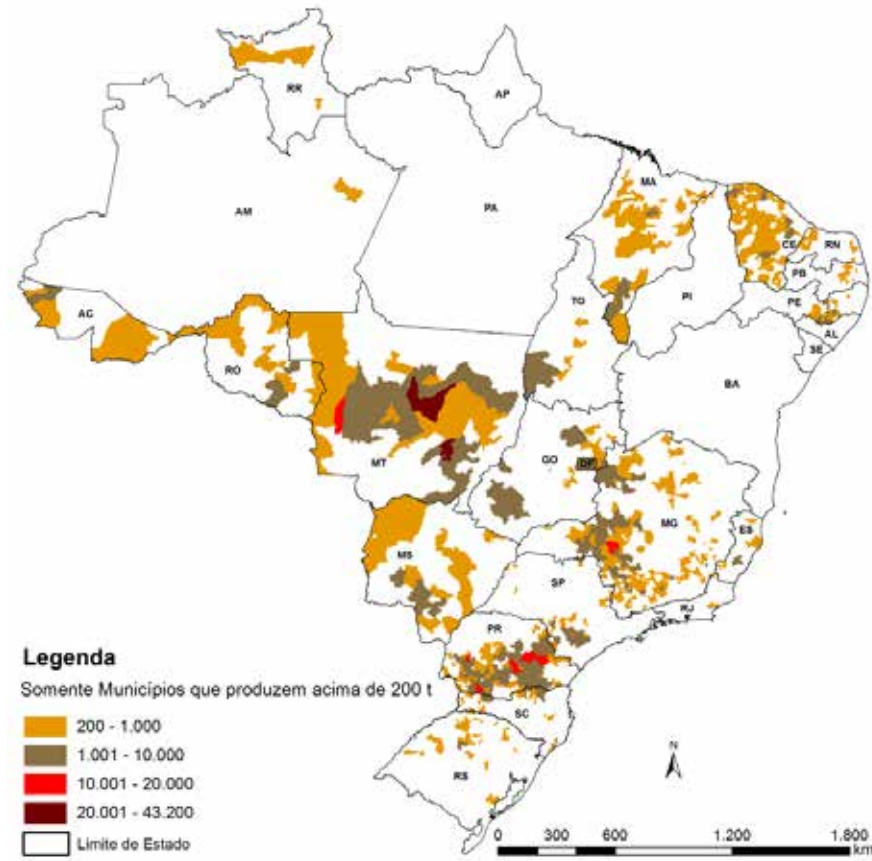 RR
AP
AM
PA
MA
CE
RN
PB
PI
PE
AL
SE
AC
TO
RO
BA
MT
GO
DF
MG
ES
MS
SP
RJ
PR
SC
RS
Legenda
Somente Municípios que produzem acima de 200 t
200 - 1.000
1.001 - 10.000
10.001 - 20.000
20.001 - 43.200
Limite de Estado
N
0 300 600 1.200 1.800
km